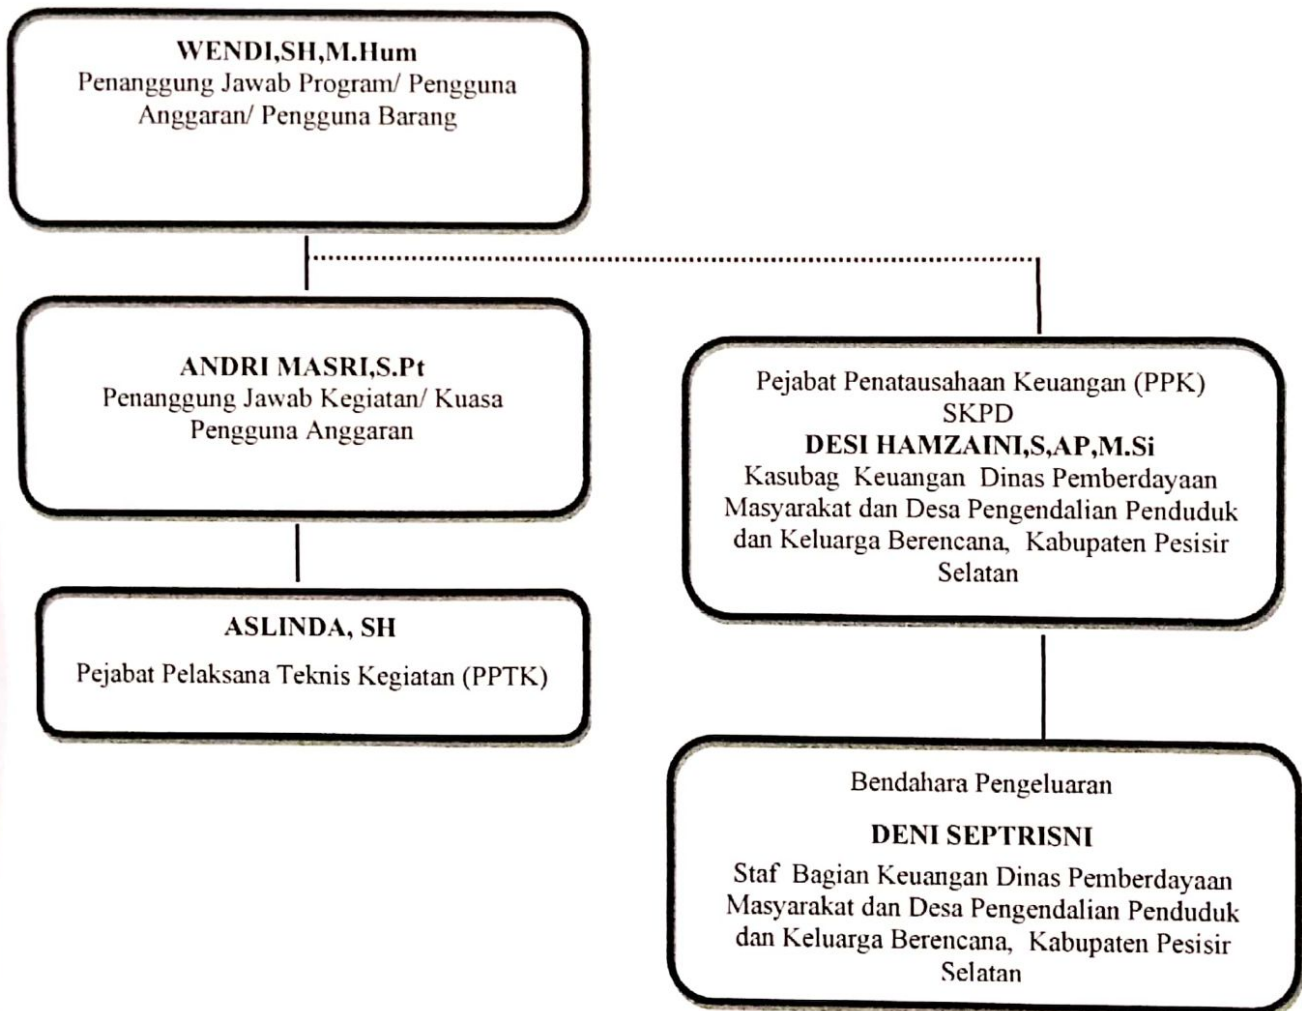 WENDI,SH,M.Hum
Penanggung Jawab Program/ Pengguna
Anggaran/ Pengguna Barang
ANDRI MASRI,S.Pt
Penanggung Jawab Kegiatan/ Kuasa
Pengguna Anggaran
ASLINDA, SH
Pejabat Pelaksana Teknis Kegiatan (PPTK)
Pejabat Penatausahaan Keuangan (PPK)
SKPD
DESI HAMZAINI,S,AP,M.Si
Kasubag Keuangan Dinas Pemberdayaan
Masyarakat dan Desa Pengendalian Penduduk
dan Keluarga Berencana, Kabupaten Pesisir
Selatan
Bendahara Pengeluaran
DENI SEPTRISNI
Staf Bagian Keuangan Dinas Pemberdayaan
Masyarakat dan Desa Pengendalian Penduduk
dan Keluarga Berencana, Kabupaten Pesisir
Selatan